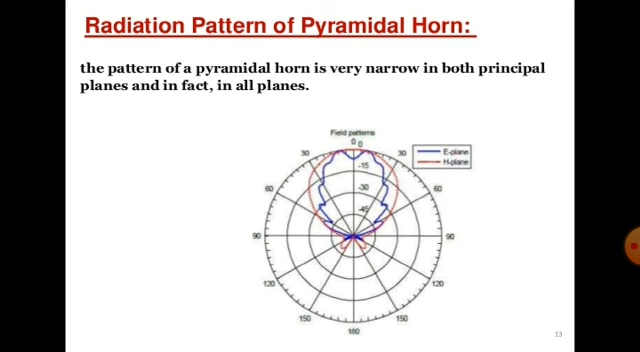 Radiation Pattern of Pyramidal Horn:
the pattern of a pyramidal horn is very narrow in both principal
planes and in fact, in all planes.
Field patterns
0 0
30 30
-15
-30
-45
60 60
90 90
120 120
150 150
180
E-plane
H-plane
13